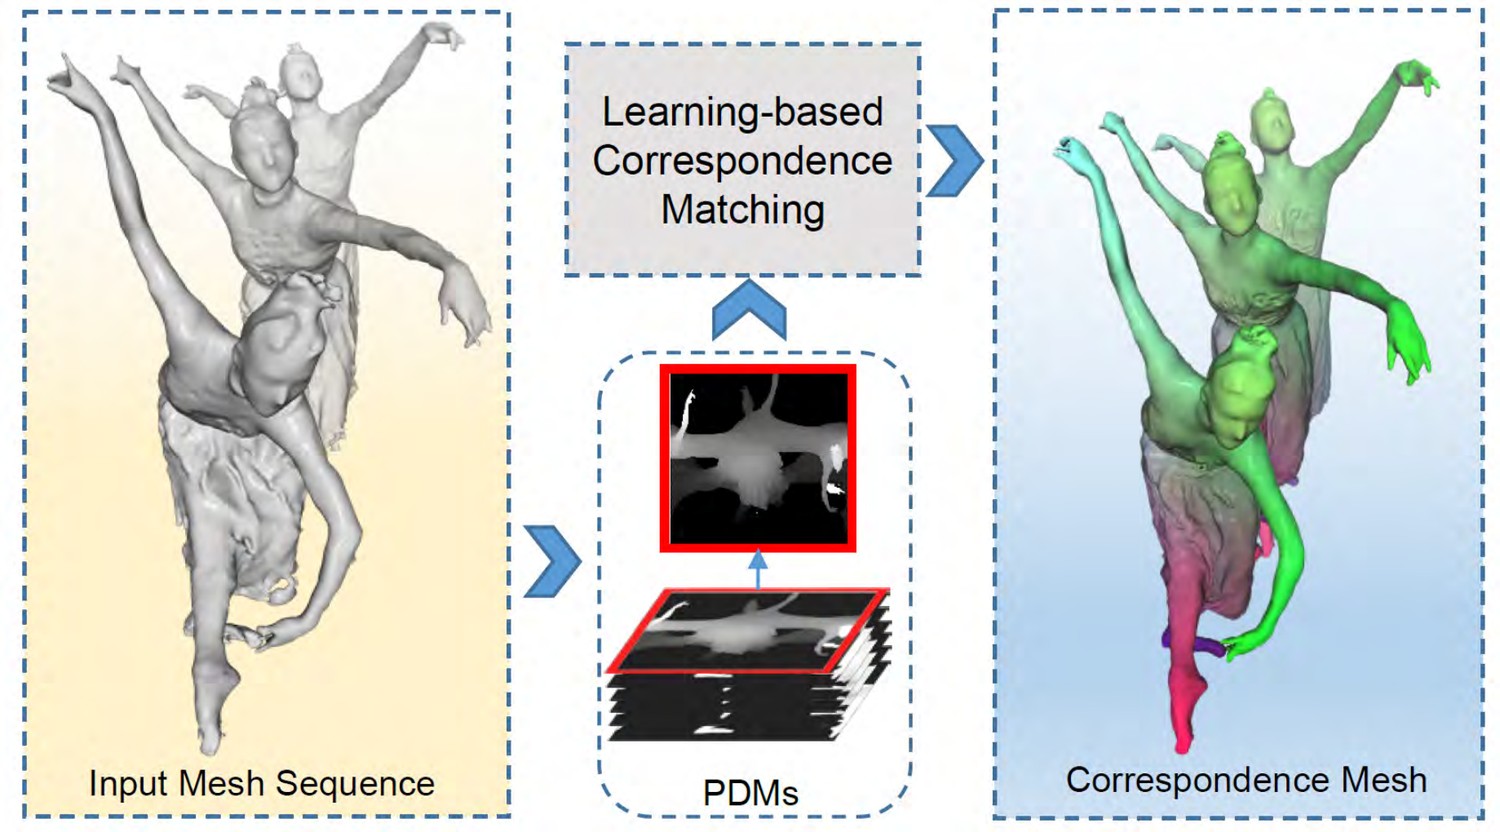 Input Mesh Sequence
Learning-based
Correspondence
Matching
PDMs
Correspondence Mesh